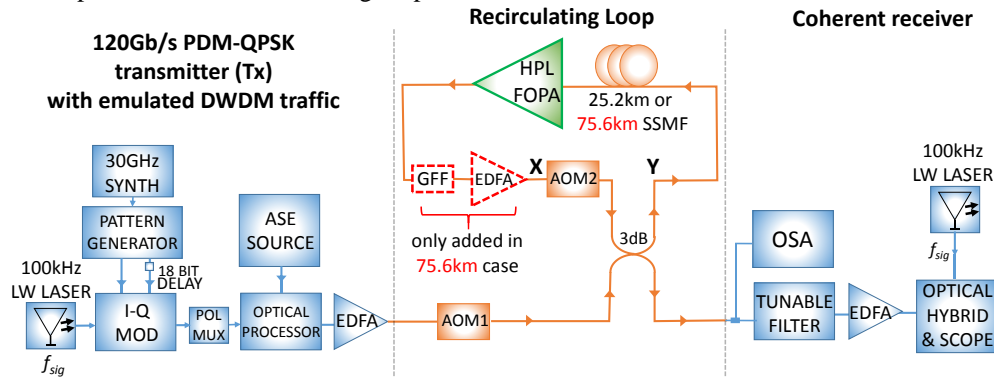 Recirculating Loop
Coherent receiver
120Gb/s PDM-QPSK
transmitter (Tx)
with emulated DWDM traffic
HPL
FOPA
25.2km or
75.6km SSMF
GFF
EDFA
X
AOM2
Y
only added in
75.6km case
3dB
AOM1
30GHz
SYNTH
PATTERN
GENERATOR
18 BIT
DELAY
100kHz
LW LASER
fsig
I-Q
MOD
POL
MUX
ASE
SOURCE
OPTICAL
PROCESSOR
EDFA
100kHz
LW LASER
fsig
OSA
TUNABLE
FILTER
EDFA
OPTICAL
HYBRID
& SCOPE